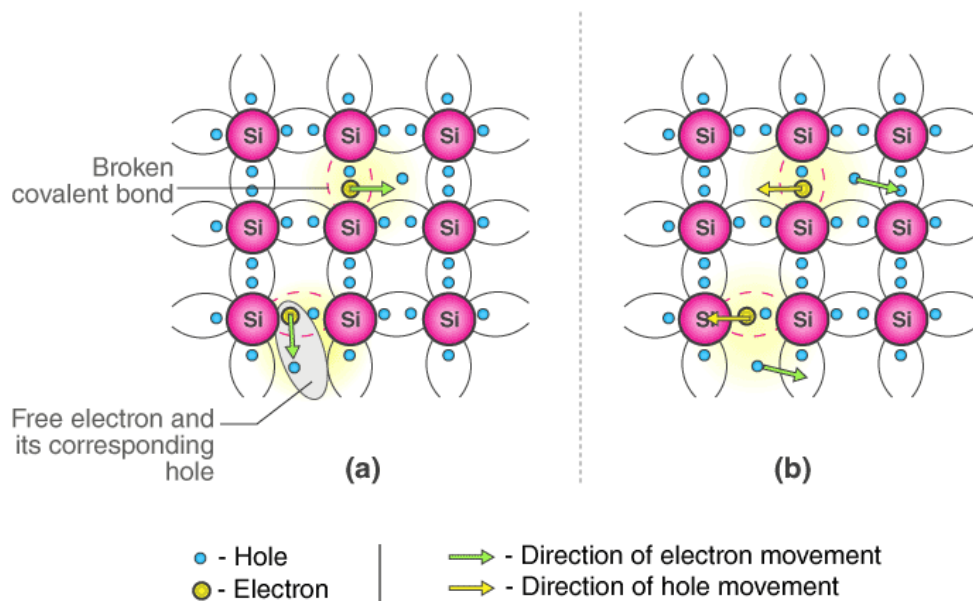 Si Si Si Si Si Si
Broken
covalent bond
Si Si Si Si Si Si
Si Si Si Si Si Si
Free electron and
its corresponding
hole
(a) (b)
- Hole - Direction of electron movement
- Electron - Direction of hole movement